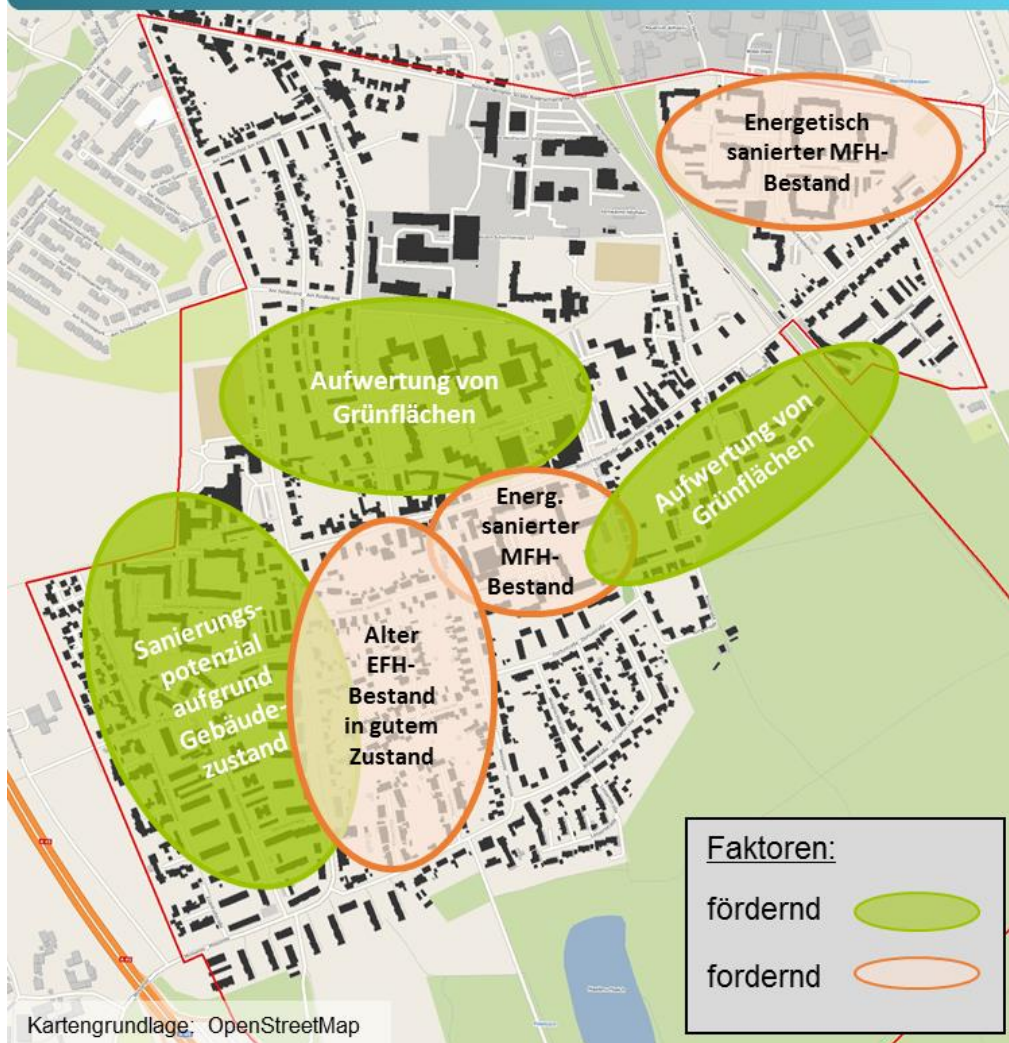 Energetisch
sanierter MFH-
Bestand
Aufwertung von
Grünflächen
Aufwertung von
Grünflächen
Energ.
sanierter
MFH-
Bestand
Sanierungs-
potenzial
aufgrund
Gebäude-
zustand
Alter
EFH-
Bestand
in gutem
Zustand
Faktoren:
fördernd
fordernd
Kartengrundlage: OpenStreetMap